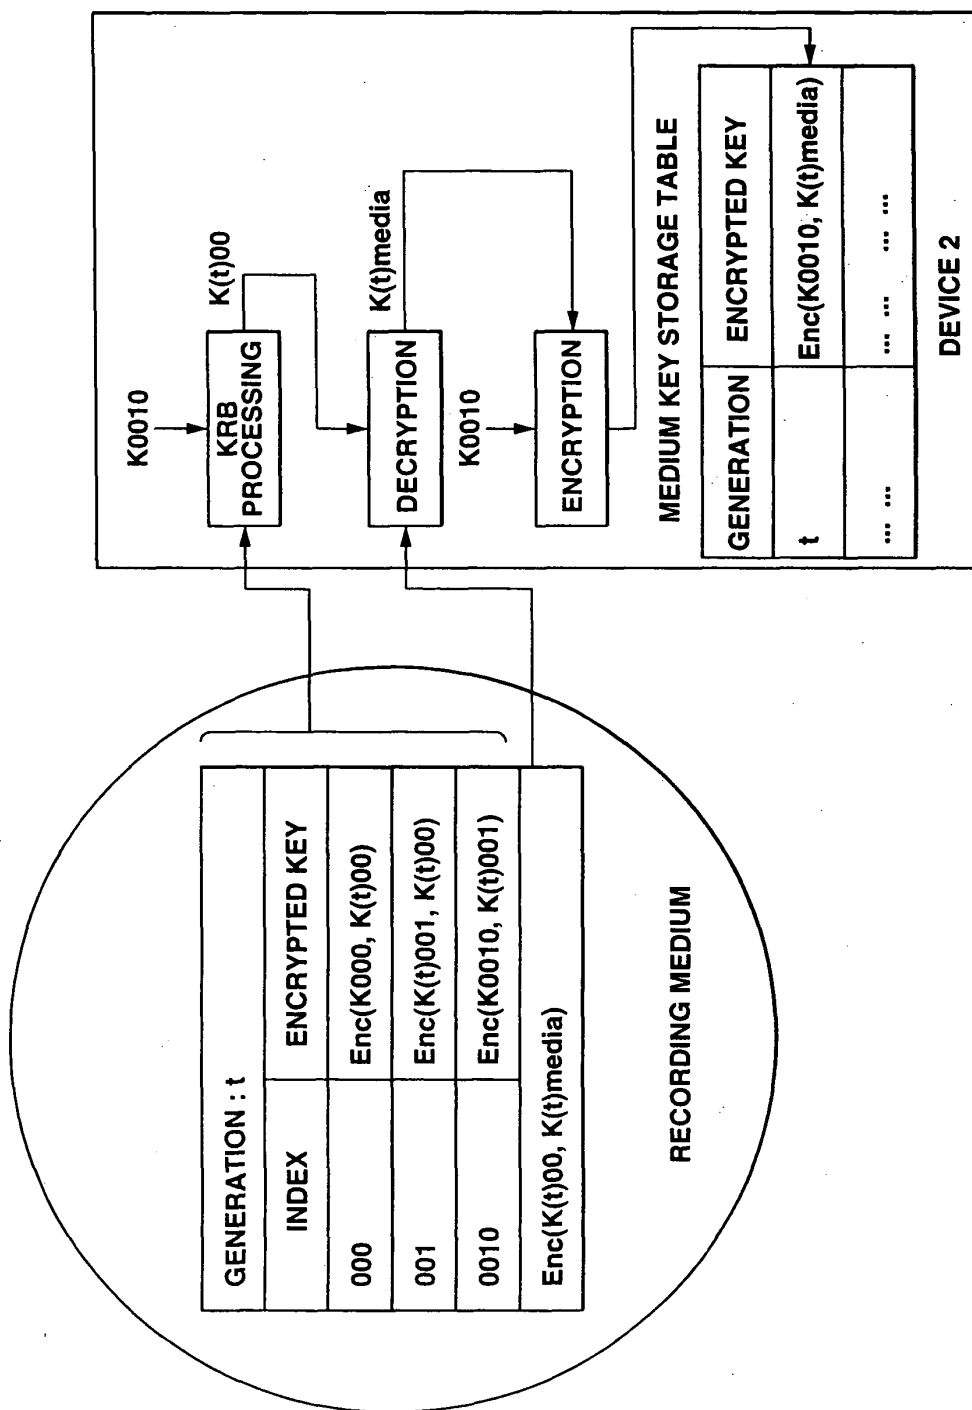 GENERATION : t
INDEX ENCRYPTED KEY
000 Enc(K000, K(t)00)
001 Enc(K(t)001, K(t)00)
0010 Enc(K0010, K(t)001)
Enc(K(t)00, K(t)media)
RECORDING MEDIUM
K0010
KRB
PROCESSING
K(t)00
DECRYPTION
K(t)media
K0010
ENCRYPTION
MEDIUM KEY STORAGE TABLE
GENERATION ENCRYPTED KEY
t Enc(K0010, K(t)media)
... ... ... ... ... ...
DEVICE 2